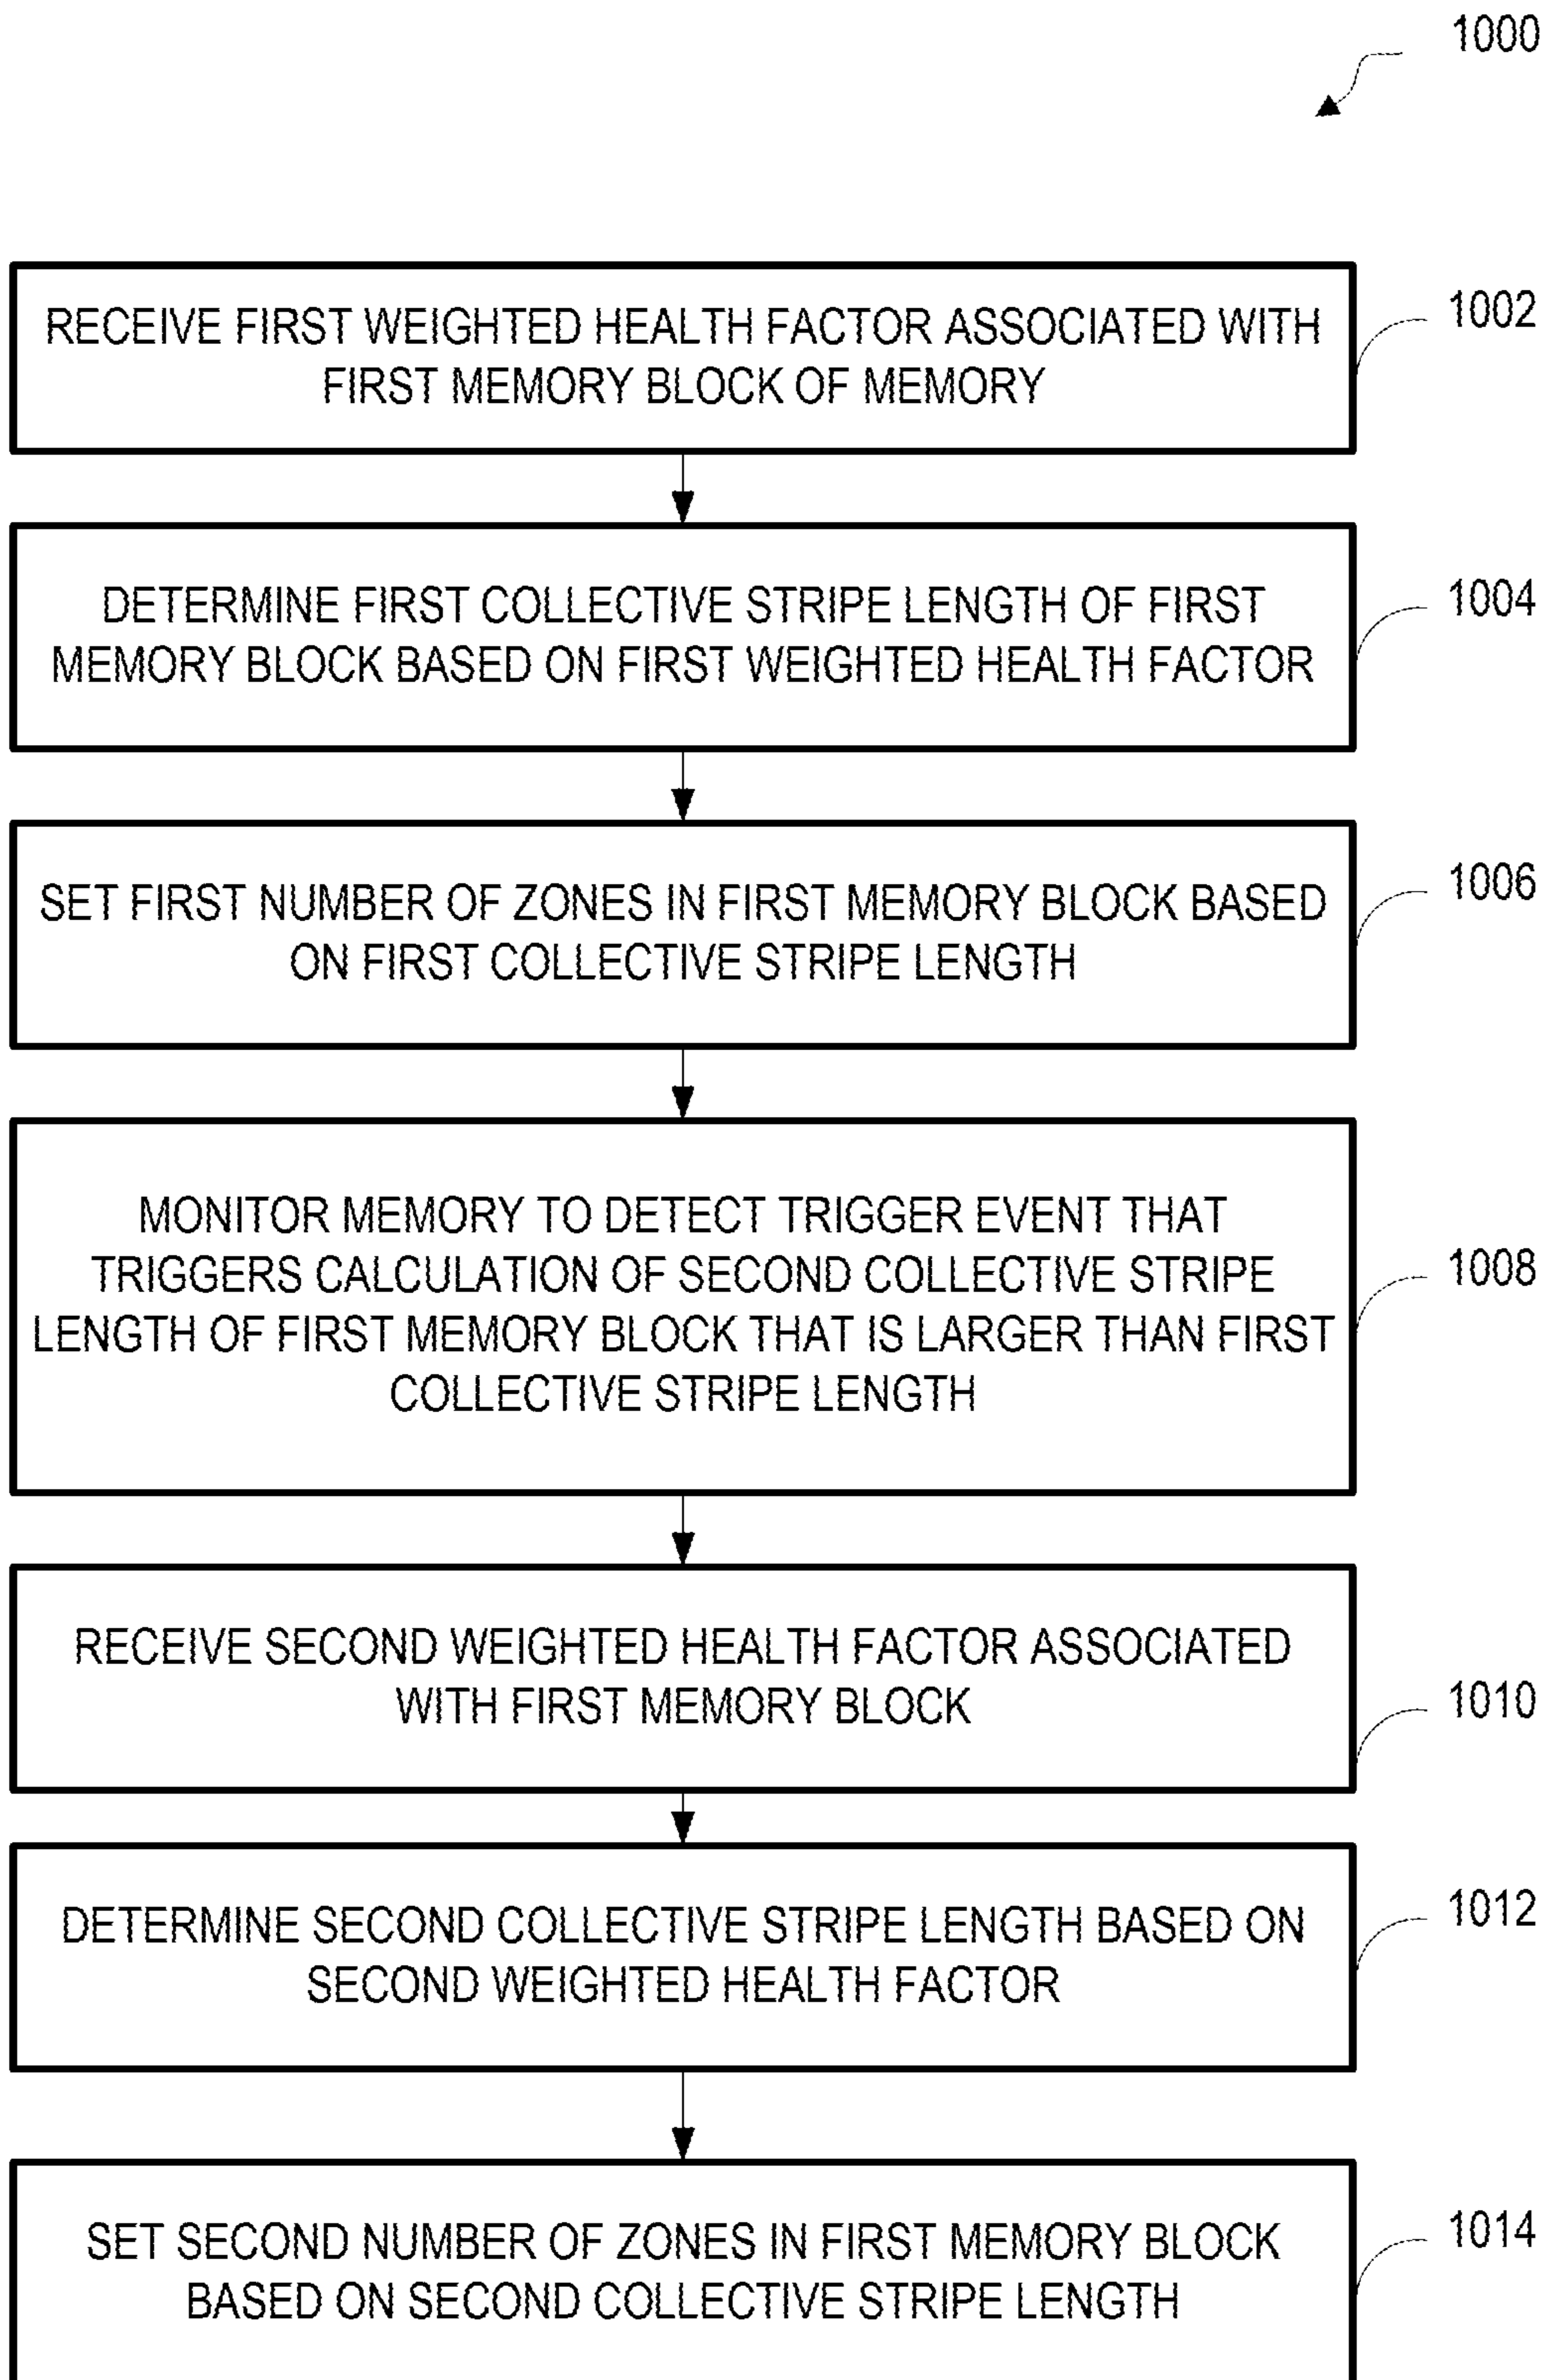 1000
RECEIVE FIRST WEIGHTED HEALTH FACTOR ASSOCIATED WITH
FIRST MEMORY BLOCK OF MEMORY
1002
DETERMINE FIRST COLLECTIVE STRIPE LENGTH OF FIRST
MEMORY BLOCK BASED ON FIRST WEIGHTED HEALTH FACTOR
1004
SET FIRST NUMBER OF ZONES IN FIRST MEMORY BLOCK BASED
ON FIRST COLLECTIVE STRIPE LENGTH
1006
MONITOR MEMORY TO DETECT TRIGGER EVENT THAT
TRIGGERS CALCULATION OF SECOND COLLECTIVE STRIPE
LENGTH OF FIRST MEMORY BLOCK THAT IS LARGER THAN FIRST
COLLECTIVE STRIPE LENGTH
1008
RECEIVE SECOND WEIGHTED HEALTH FACTOR ASSOCIATED
WITH FIRST MEMORY BLOCK
1010
DETERMINE SECOND COLLECTIVE STRIPE LENGTH BASED ON
SECOND WEIGHTED HEALTH FACTOR
1012
SET SECOND NUMBER OF ZONES IN FIRST MEMORY BLOCK
BASED ON SECOND COLLECTIVE STRIPE LENGTH
1014